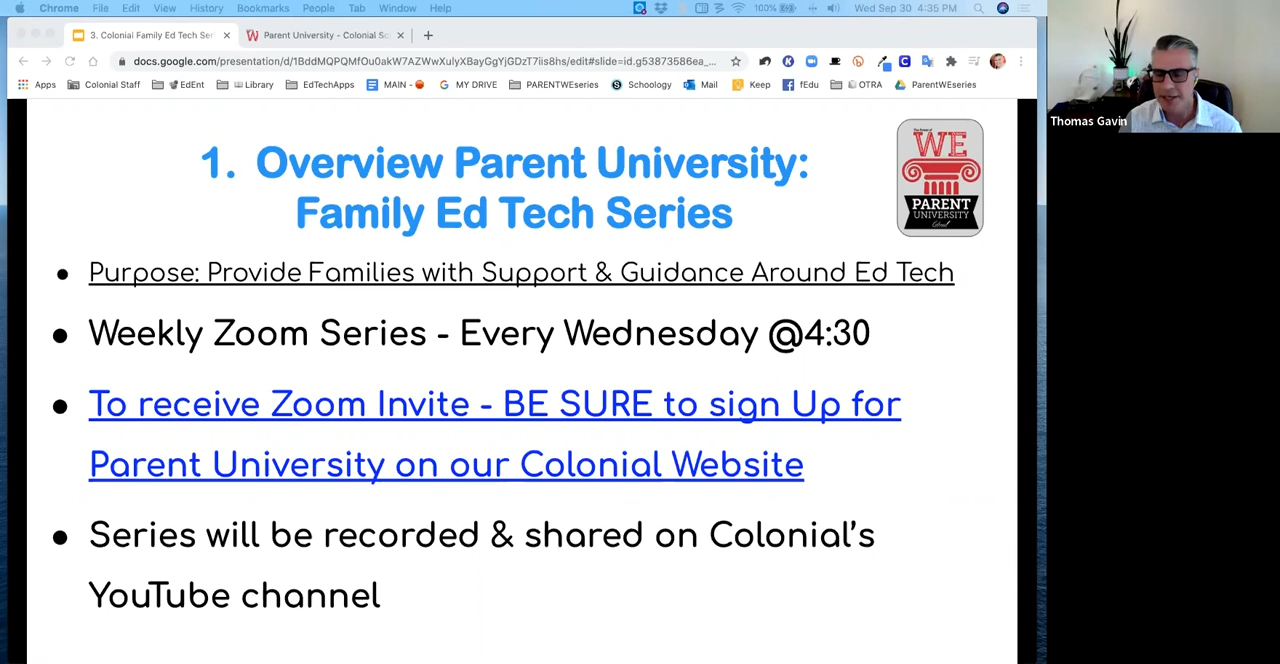 Chrome File Edit View History Bookmarks People Tab Window Help 100% Wed Sep 30 4:35 PM
3. Colonial Family Ed Tech Ser Parent University - Colonial Sc
docs.google.com/presentation/d/1BddMQPQMfOu0akW7AZWwXulyXBayGgYjGDzT7iis8hs/edit#slide=id.g53873586ea_...
Apps Colonial Staff EdEnt Library EdTechApps MAIN - MY DRIVE PARENTWEseries Schoology Mail Keep fEdu OTRA ParentWEseries
Thomas Gavin
1. Overview Parent University:
Family Ed Tech Series
WE
PARENT
UNIVERSITY
● Purpose: Provide Families with Support & Guidance Around Ed Tech
● Weekly Zoom Series - Every Wednesday @4:30
● To receive Zoom Invite - BE SURE to sign Up for
Parent University on our Colonial Website
● Series will be recorded & shared on Colonial's
YouTube channel